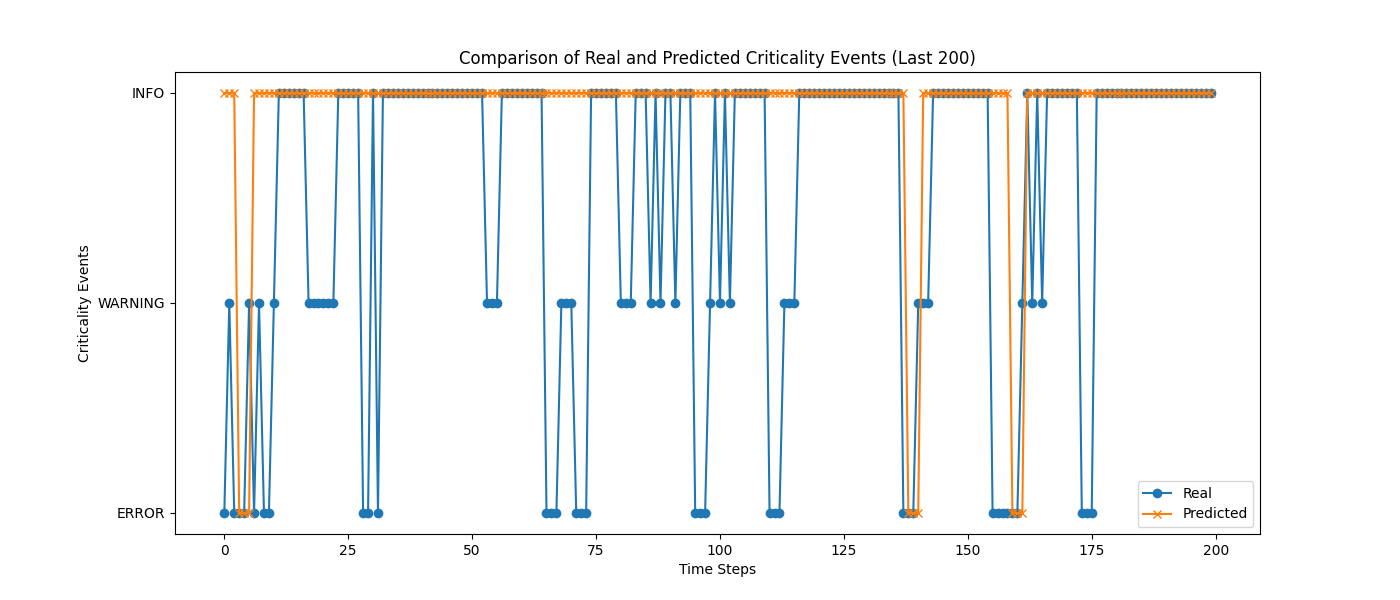 Comparison of Real and Predicted Criticality Events (Last 200)
INFO
WARNING
ERROR
Criticality Events
0 25 50 75 100 125 150 175 200
Time Steps
Real
Predicted